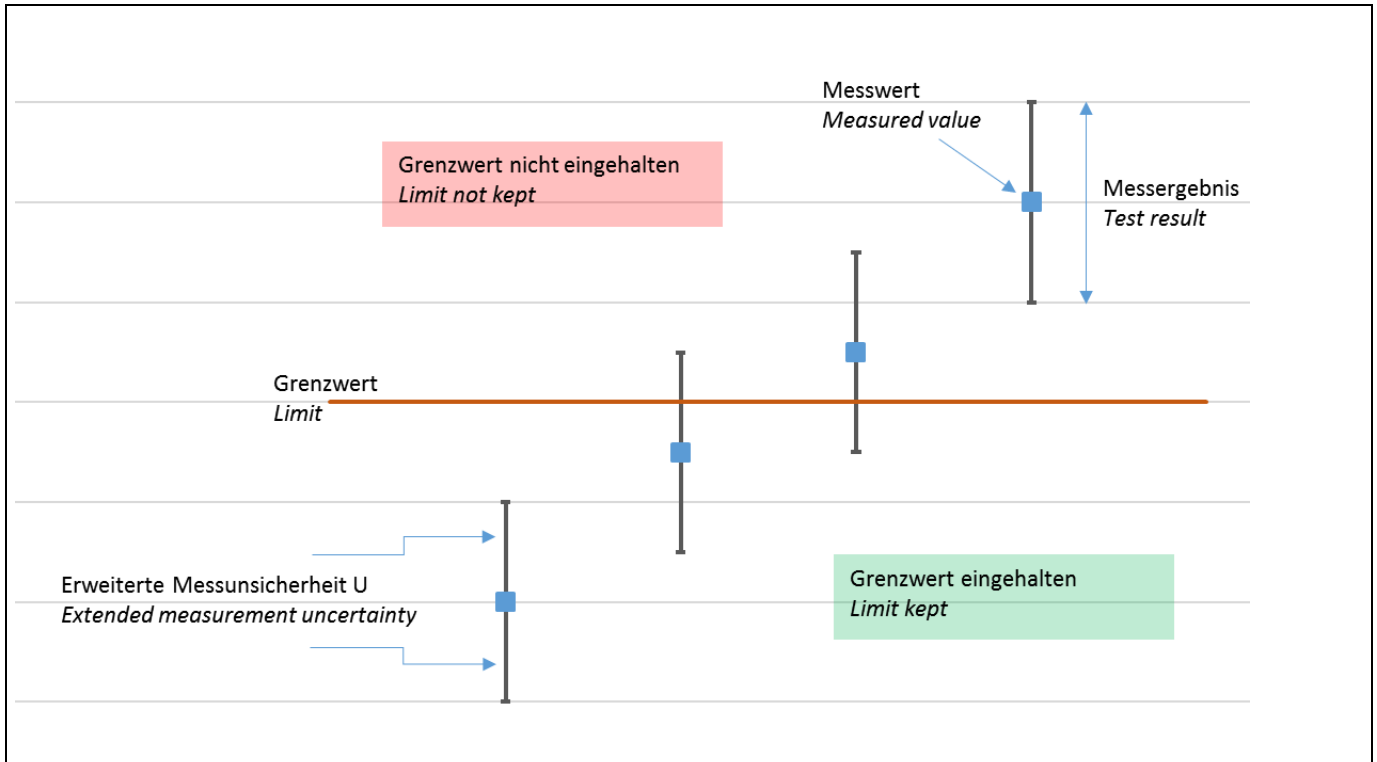 Messwert
Measured value
Grenzwert nicht eingehalten
Limit not kept
Messergebnis
Test result
Grenzwert
Limit
Erweiterte Messunsicherheit U
Extended measurement uncertainty
Grenzwert eingehalten
Limit kept